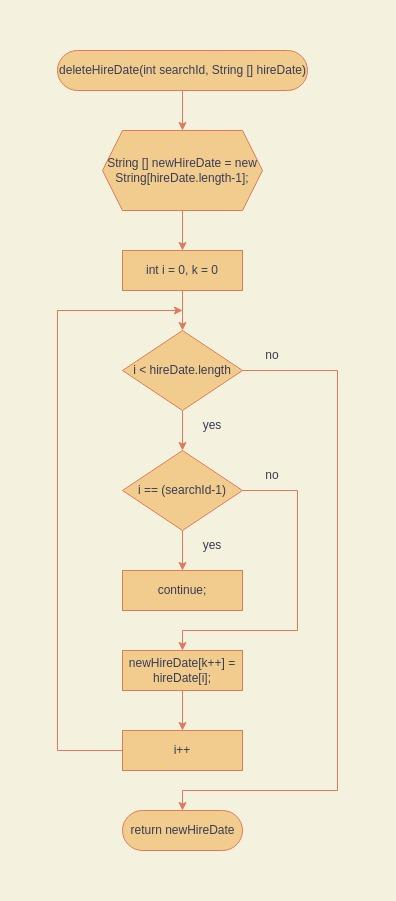 deleteHireDate(int searchId, String [] hireDate)
String [] newHireDate = new
String[hireDate.length-1];
int i = 0, k = 0
i < hireDate.length
no
yes
i == (searchId-1)
no
yes
continue;
newHireDate[k++] =
hireDate[i];
i++
return newHireDate